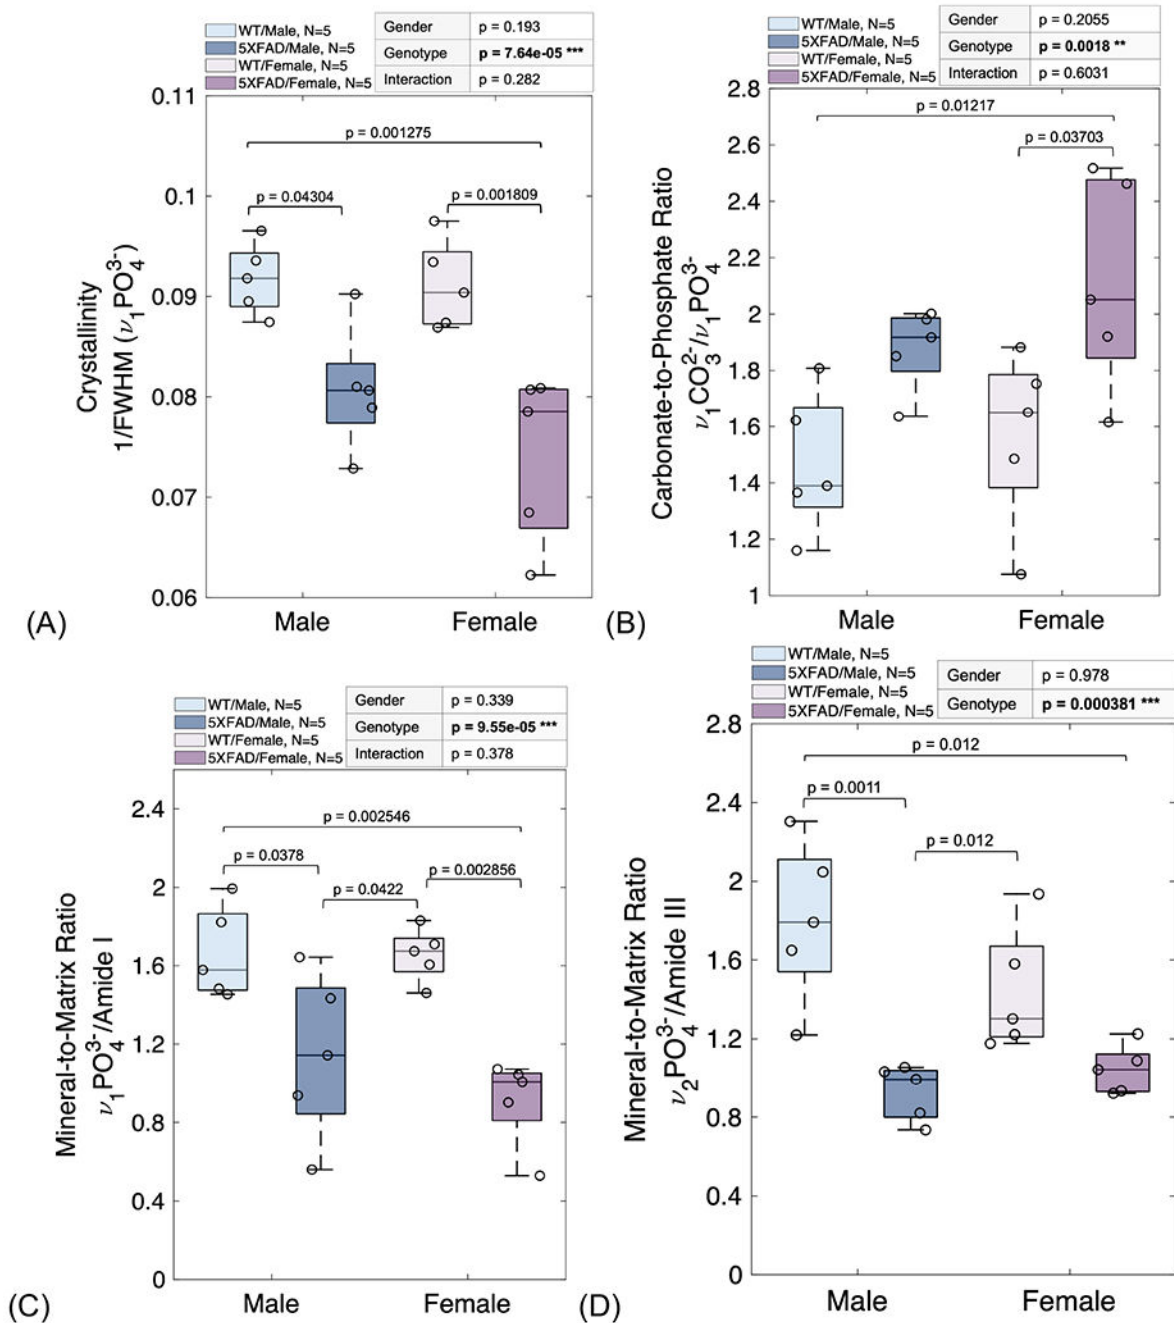 WT/Male, N=5
5XFAD/Male, N=5
WT/Female, N=5
5XFAD/Female, N=5
Gender p = 0.193
Genotype p = 7.64e-05 ***
Interaction p = 0.282
0.11
0.1
0.09
0.08
0.07
0.06
Crystallinity
1/FWHM (ν₁PO₄³⁻)
p = 0.001275
p = 0.04304
p = 0.001809
Male Female
(A)
WT/Male, N=5
5XFAD/Male, N=5
WT/Female, N=5
5XFAD/Female, N=5
Gender p = 0.2055
Genotype p = 0.0018 **
Interaction p = 0.6031
2.8
2.6
2.4
2.2
2
1.8
1.6
1.4
1.2
1
Carbonate-to-Phosphate Ratio
ν₁CO₃²⁻/ν₁PO₄³⁻
p = 0.01217
p = 0.03703
Male Female
(B)
WT/Male, N=5
5XFAD/Male, N=5
WT/Female, N=5
5XFAD/Female, N=5
Gender p = 0.339
Genotype p = 9.55e-05 ***
Interaction p = 0.378
2.4
2
1.6
1.2
0.8
0.4
0
Mineral-to-Matrix Ratio
ν₁PO₄³⁻/Amide I
p = 0.002546
p = 0.0378
p = 0.002856
p = 0.0422
Male Female
(C)
WT/Male, N=5
5XFAD/Male, N=5
WT/Female, N=5
5XFAD/Female, N=5
Gender p = 0.978
Genotype p = 0.000381 ***
2.8
2.4
2
1.6
1.2
0.8
0.4
0
Mineral-to-Matrix Ratio
ν₂PO₄³⁻/Amide III
p = 0.012
p = 0.0011
p = 0.012
Male Female
(D)